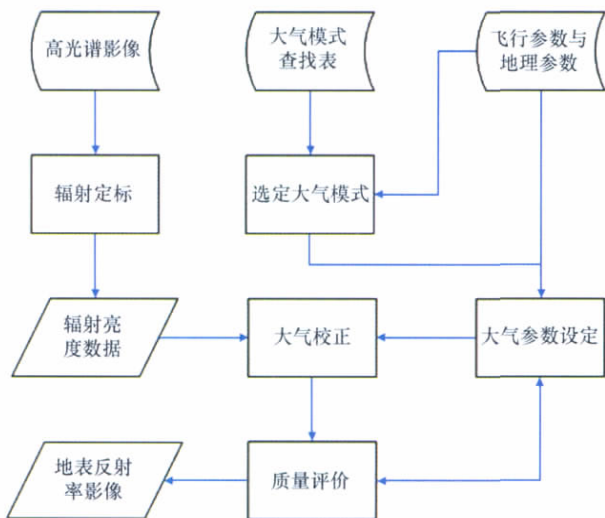 高光谱影像
大气模式
查找表
飞行参数与
地理参数
辐射定标
选定大气模式
辐射亮
度数据
大气校正
大气参数设定
地表反射
率影像
质量评价